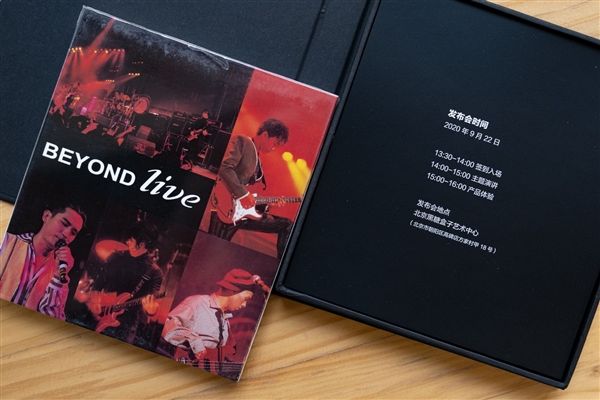 BEYOND live
发布会时间
2020 年 9 月 22 日
13:30-14:00 签到入场
14:00-15:00 主题演讲
15:00-16:00 产品体验
发布会地点
北京黑糖盒子艺术中心
（北京市朝阳区高碑店方家村甲 18 号）